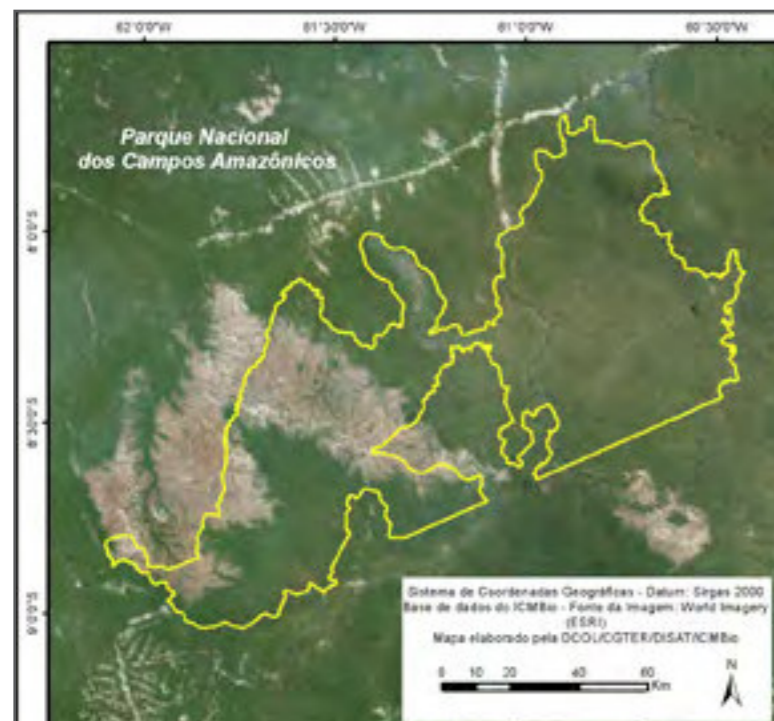 62°0'0"W 61°30'0"W 61°0'0"W 60°30'0"W
Parque Nacional
dos Campos Amazônicos
8°0'0"S
8°30'0"S
9°0'0"S
Sistema de Coordenadas Geográficas - Datum: Sirgas 2000
Base de dados do ICMBio - Fonte da Imagem: World Imagery
(ESRI)
Mapa elaborado pela DCOL/CGTER/DISAT/ICMBio
0 10 20 40 60
Km
N